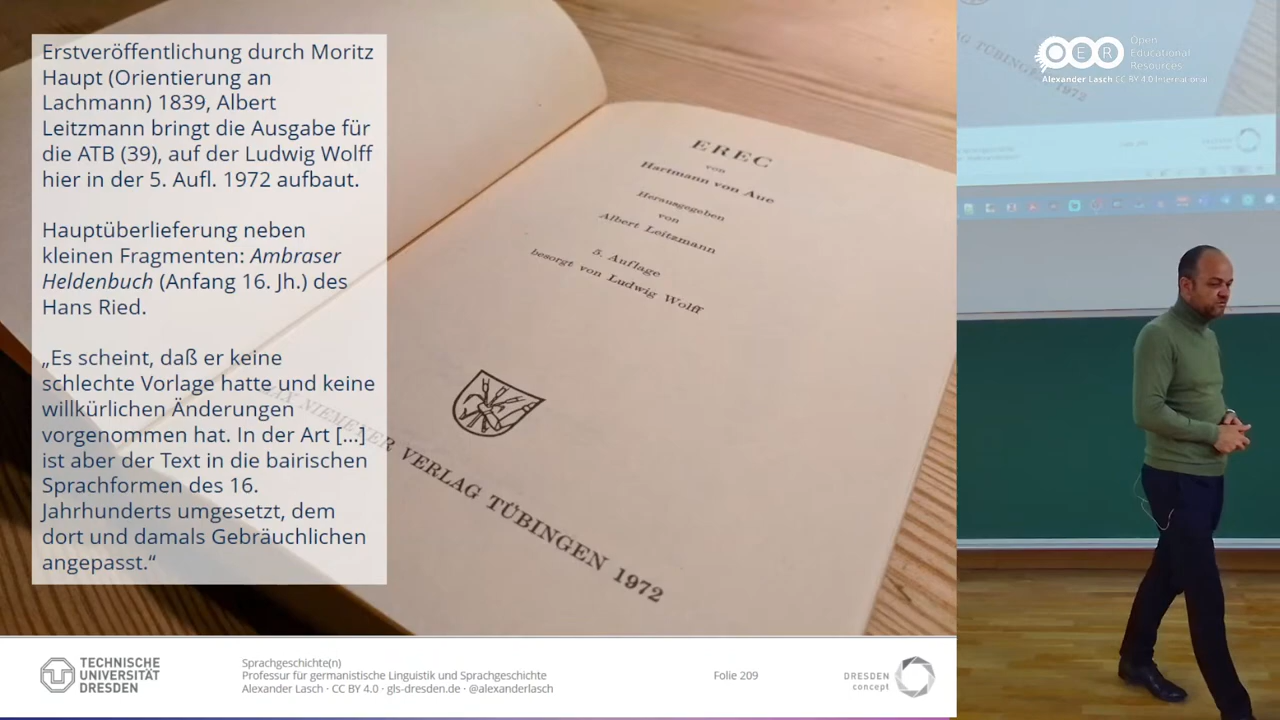 Erstveröffentlichung durch Moritz
Haupt (Orientierung an
Lachmann) 1839, Albert
Leitzmann bringt die Ausgabe für
die ATB (39), auf der Ludwig Wolff
hier in der 5. Aufl. 1972 aufbaut.
Hauptüberlieferung neben
kleinen Fragmenten: Ambraser
Heldenbuch (Anfang 16. Jh.) des
Hans Ried.
„Es scheint, daß er keine
schlechte Vorlage hatte und keine
willkürlichen Änderungen
vorgenommen hat. In der Art [...]
ist aber der Text in die bairischen
Sprachformen des 16.
Jahrhunderts umgesetzt, dem
dort und damals Gebräuchlichen
angepasst.“
EREC
von
Hartmann von Aue
Herausgegeben
von
Albert Leitzmann
5. Auflage
besorgt von Ludwig Wolff
MAX NIEMEYER VERLAG TÜBINGEN 1972
TECHNISCHE
UNIVERSITÄT
DRESDEN
Sprachgeschichte(n)
Professur für germanistische Linguistik und Sprachgeschichte
Alexander Lasch · CC BY 4.0 · gls-dresden.de · @alexanderlasch
Folie 209
DRESDEN
concept
OER
Open
Educational
Resources
Alexander Lasch CC BY 4.0 International
AG TÜBINGEN 1972